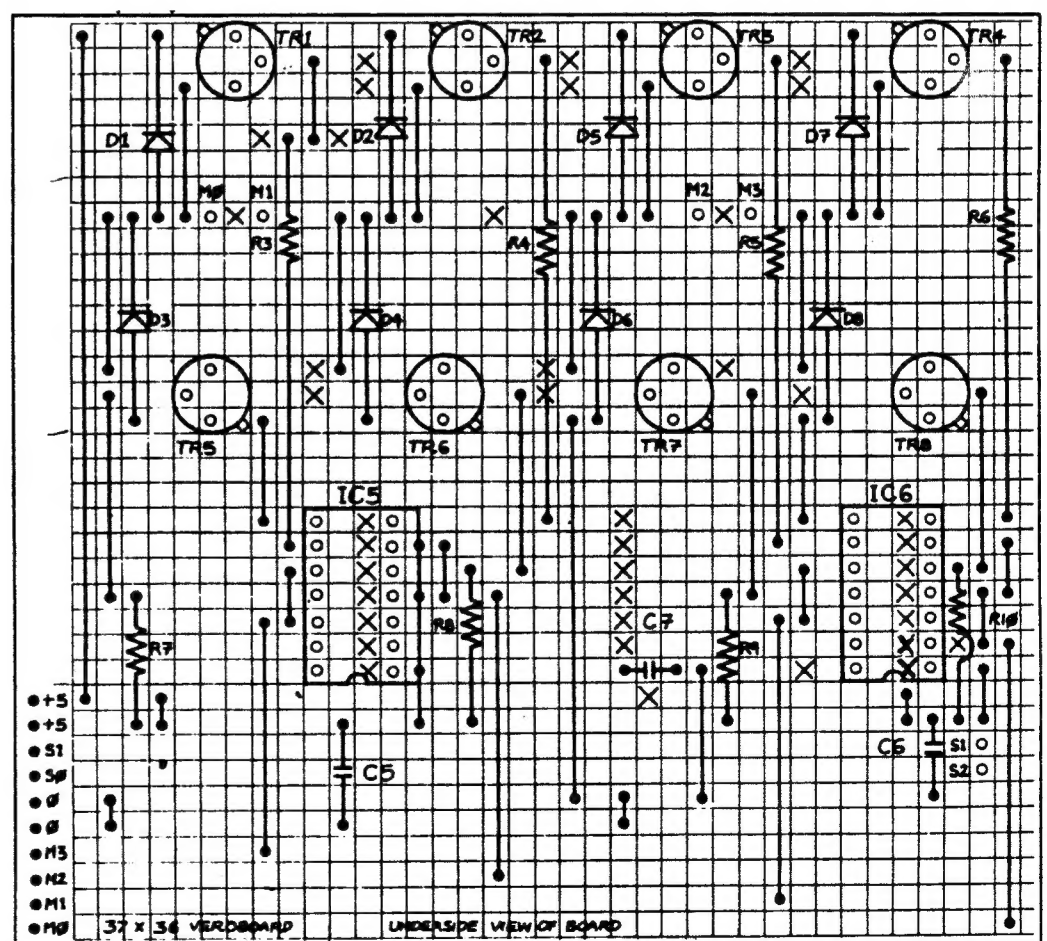 TR1 TR2 TR3 TR4
D1 D2 D5 D7
MØ M1 M2 M3
R3 R4 R5 R6
D3 D4 D6 D8
TR5 TR6 TR7 TR8
IC5 IC6
R7 R8 C7 R9 R1Ø
+5
+5
S1 C6 S1
SØ C5 S2
Ø
Ø
M3
M2
M1
MØ 37 x 36 VEROBOARD UNDERSIDE VIEW OF BOARD